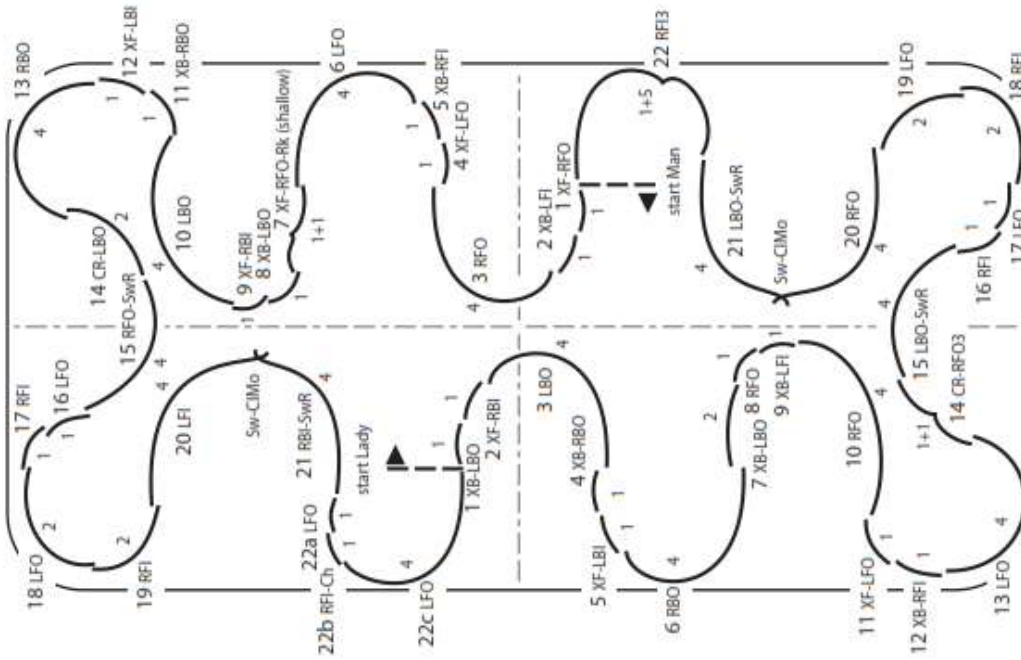 start Man
1 XF-RFO
1
2 XB-LFI
1
3 RFO
4
4 XF-LFO
1
5 XB-RFI
1
6 LFO
4
7 XF-RFO-Rk (shallow)
1+1
8 XB-LBO
1
9 XF-RBI
1
10 LBO
4
11 XB-RBO
1
12 XF-LBI
1
13 RBO
4
14 CR-LBO
2
15 RFO-SwR
4
16 LFO
1
17 RFI
1
18 LFO
2
19 RFI
2
20 LFI
4
Sw-ClMo
21 RBI-SwR
4
22a LFO
1
22b RFI-Ch
1
22c LFO
4
start Lady
1 XB-LBO
1
2 XF-RBI
1
3 LBO
4
4 XB-RBO
1
5 XF-LBI
1
6 RBO
4
7 XB-LBO
2
8 RFO
1
9 XB-LFI
1
10 RFO
4
11 XF-LFO
1
12 XB-RFI
1
13 LFO
4
14 CR-RFO3
1+1
15 LBO-SwR
4
16 RFI
1
17 LFO
1
18 RFI
2
19 LFO
2
20 RFO
4
Sw-ClMo
21 LBO-SwR
4
22 RFI3
1+5